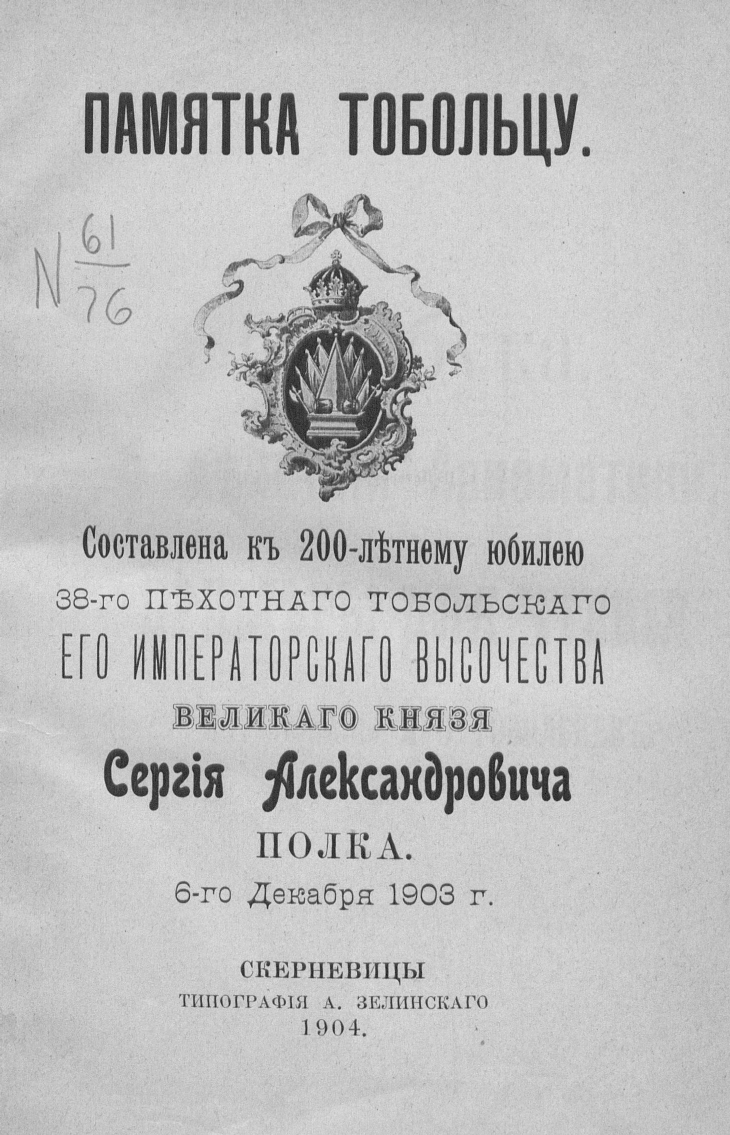 ПАМЯТКА ТОБОЛЬЦУ.
N 61/76
Составлена къ 200-лѣтнему юбилею
38-го ПѢХОТНАГО ТОБОЛЬСКАГО
ЕГО ИМПЕРАТОРСКАГО ВЫСОЧЕСТВА
ВЕЛИКАГО КНЯЗЯ
Сергія Александровича
ПОЛКА.
6-го Декабря 1903 г.
СКЕРНЕВИЦЫ
ТИПОГРАФІЯ А. ЗЕЛИНСКАГО
1904.